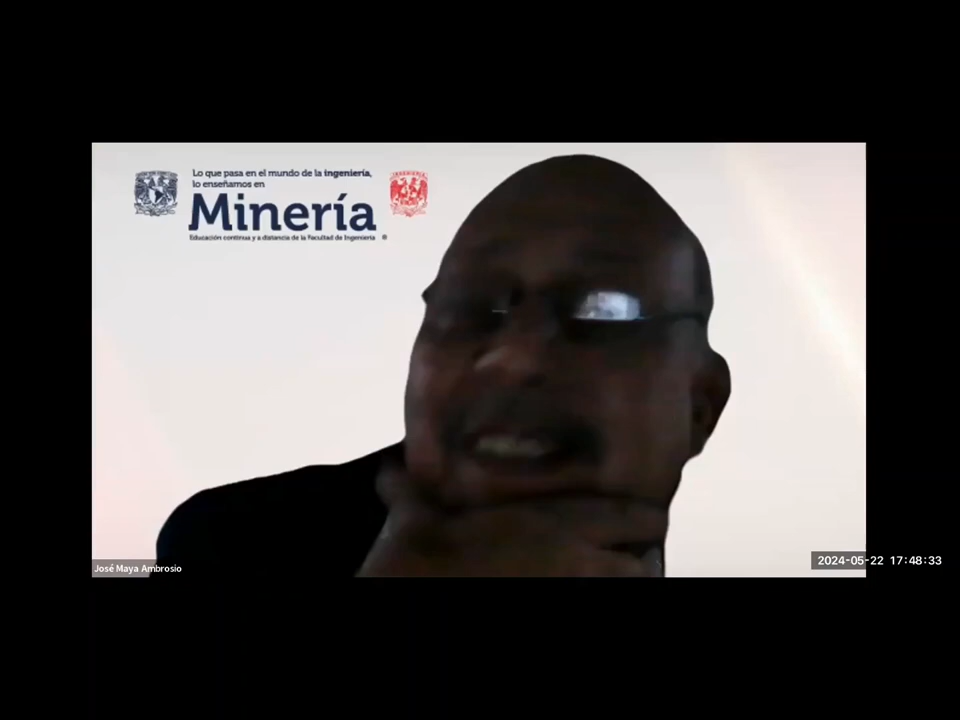 Lo que pasa en el mundo de la ingeniería,
lo enseñamos en
Minería
Educación continua y a distancia de la Facultad de Ingeniería ®
José Maya Ambrosio
2024-05-22 17:48:33